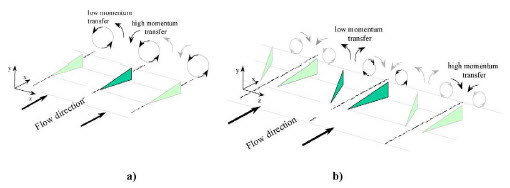 low momentum
transfer
high momentum
transfer
y
x
z
Flow direction
a)
low momentum
transfer
high momentum
transfer
y
x
z
Flow direction
b)